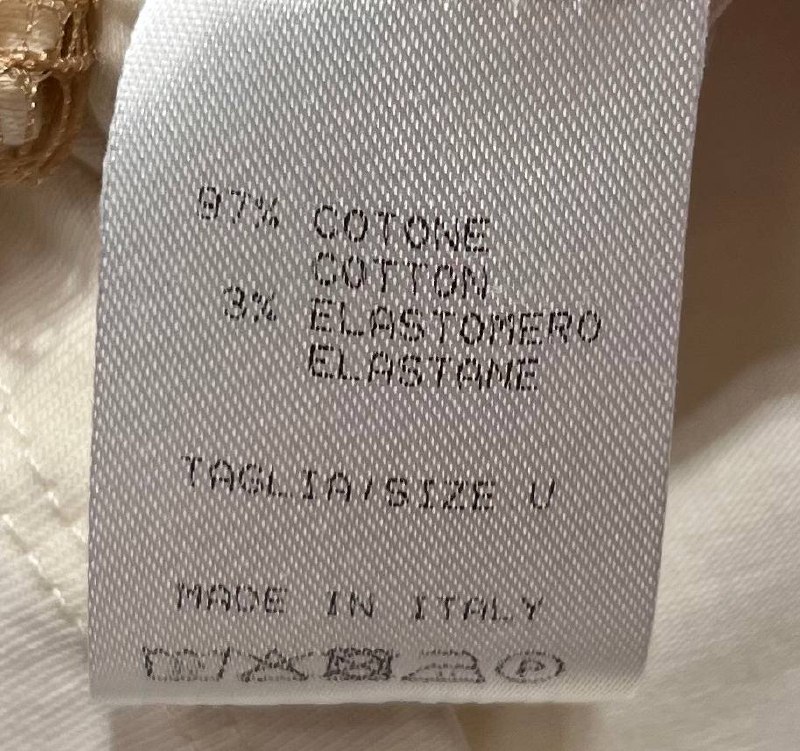 97% COTONE
COTTON
3% ELASTOMERO
ELASTANE
TAGLIA/SIZE U
MADE IN ITALY
P